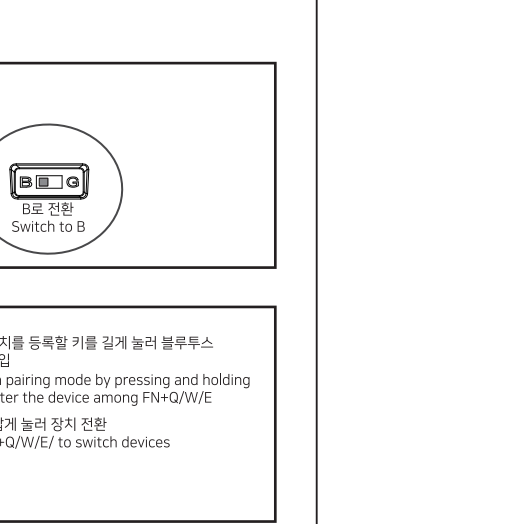 B G
B로 전환
Switch to B
치를 등록할 키를 길게 눌러 블루투스
입
pairing mode by pressing and holding
ter the device among FN+Q/W/E
게 눌러 장치 전환
+Q/W/E/ to switch devices